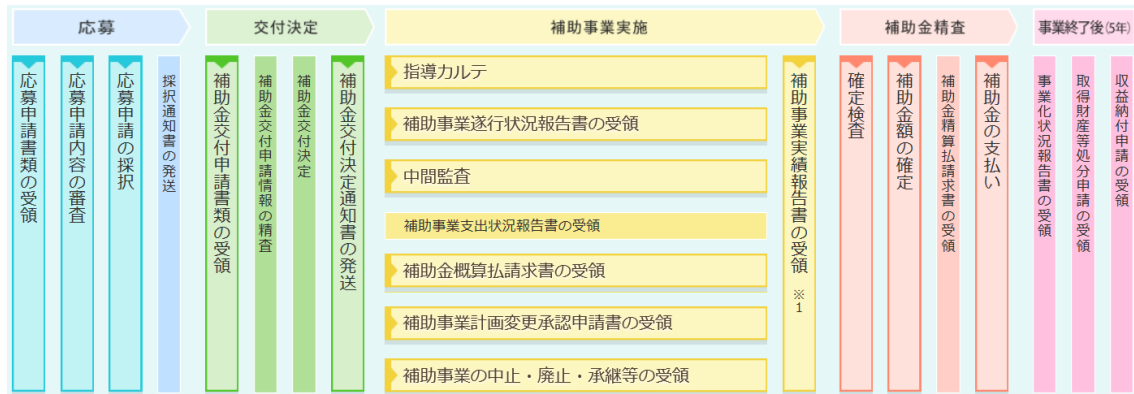 応募
交付決定
補助事業実施
補助金精査
事業終了後(5年)
応募申請書類の受領
応募申請内容の審査
応募申請の採択
採択通知書の発送
補助金交付申請書類の受領
補助金交付申請情報の精査
補助金交付決定
補助金交付決定通知書の発送
指導カルテ
補助事業遂行状況報告書の受領
中間監査
補助事業支出状況報告書の受領
補助金概算払請求書の受領
補助事業計画変更承認申請書の受領
補助事業の中止・廃止・承継等の受領
補助事業実績報告書の受領 ※1
確定検査
補助金額の確定
補助金精算払請求書の受領
補助金の支払い
事業化状況報告書の受領
取得財産等処分申請の受領
収益納付申請の受領